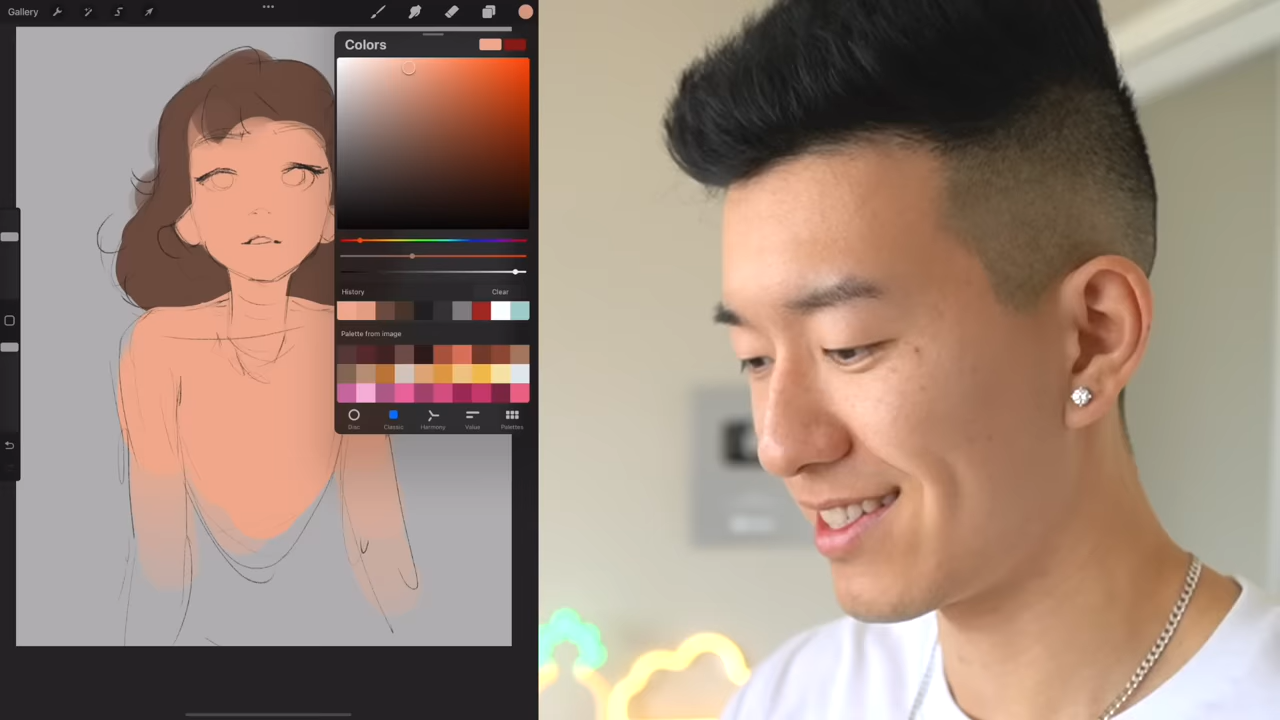 Gallery
Colors
History
Clear
Palette from image
Disc
Classic
Harmony
Value
Palettes